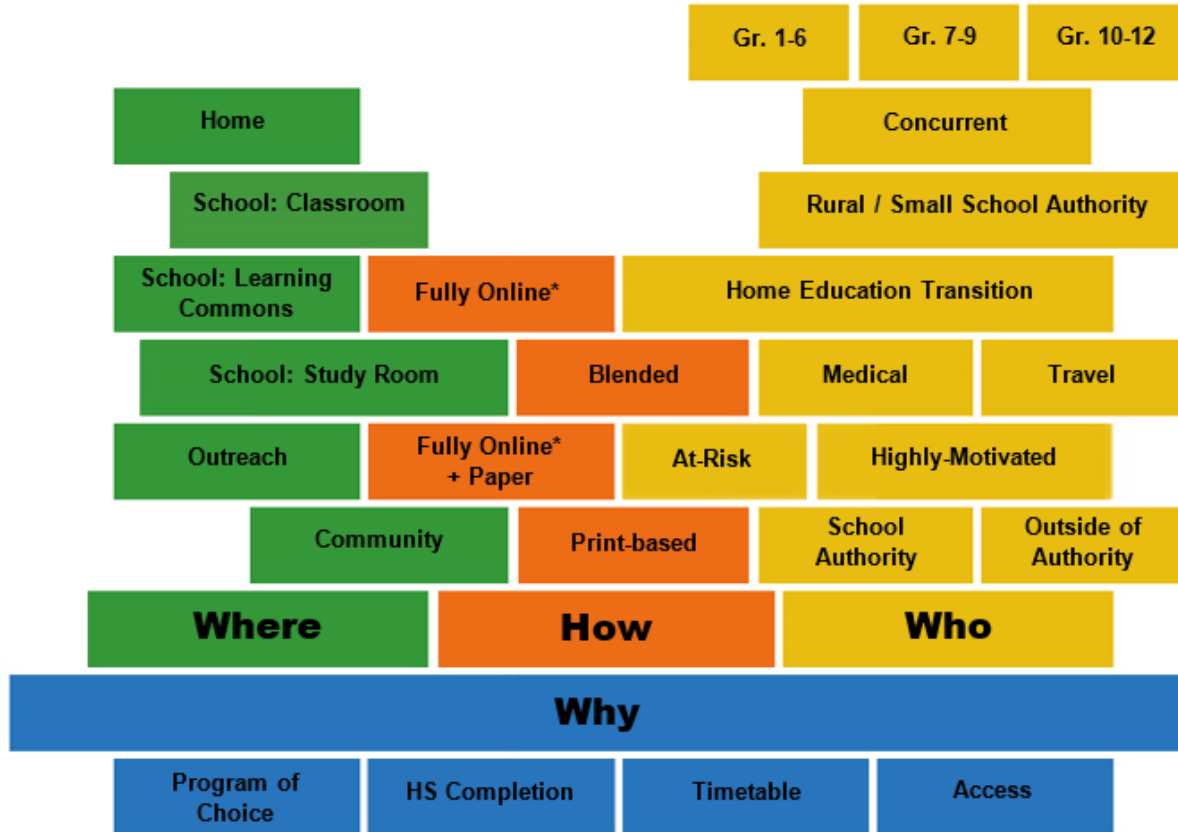 Gr. 1-6
Gr. 7-9
Gr. 10-12
Home
Concurrent
School: Classroom
Rural / Small School Authority
School: Learning
Commons
Fully Online*
Home Education Transition
School: Study Room
Blended
Medical
Travel
Outreach
Fully Online*
+ Paper
At-Risk
Highly-Motivated
Community
Print-based
School
Authority
Outside of
Authority
Where
How
Who
Why
Program of
Choice
HS Completion
Timetable
Access